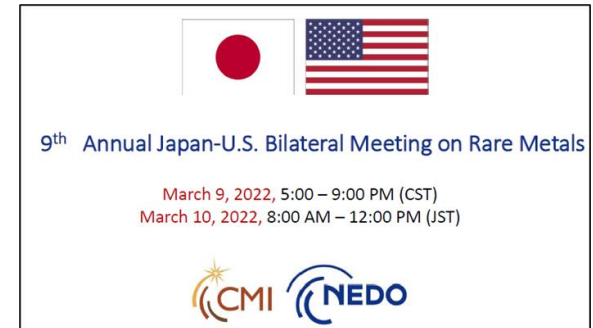 9th Annual Japan-U.S. Bilateral Meeting on Rare Metals
March 9, 2022, 5:00 – 9:00 PM (CST)
March 10, 2022, 8:00 AM – 12:00 PM (JST)
CMI NEDO